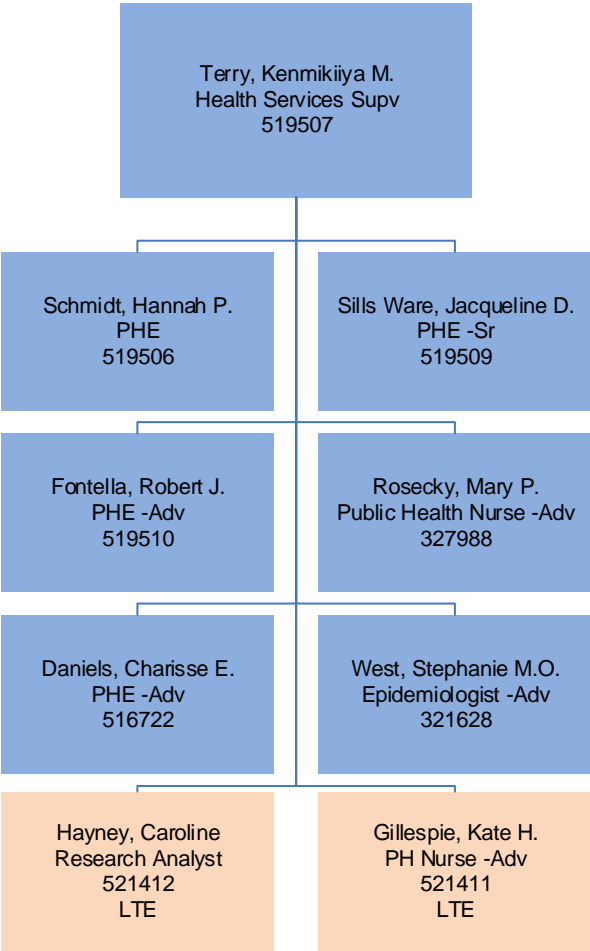 Terry, Kenmikiiya M.
Health Services Supv
519507
Schmidt, Hannah P.
PHE
519506
Sills Ware, Jacqueline D.
PHE -Sr
519509
Fontella, Robert J.
PHE -Adv
519510
Rosecky, Mary P.
Public Health Nurse -Adv
327988
Daniels, Charisse E.
PHE -Adv
516722
West, Stephanie M.O.
Epidemiologist -Adv
321628
Hayney, Caroline
Research Analyst
521412
LTE
Gillespie, Kate H.
PH Nurse -Adv
521411
LTE